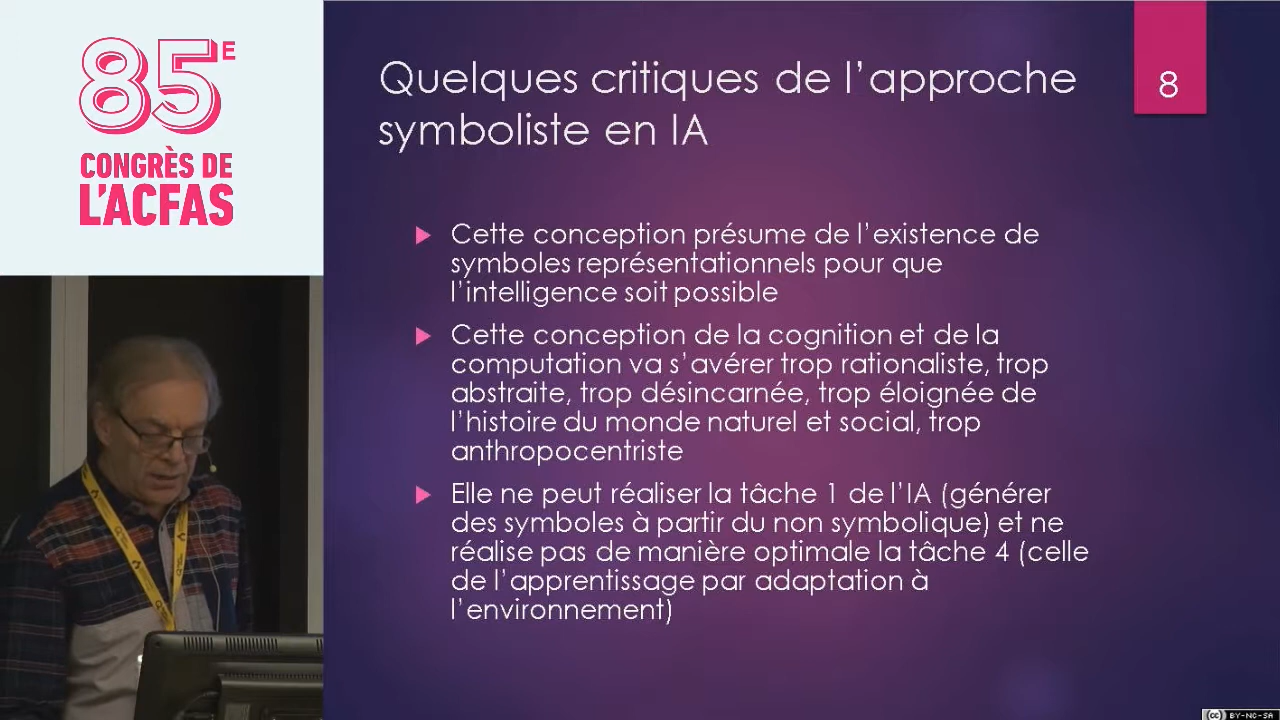 85E
CONGRÈS DE
L'ACFAS
Quelques critiques de l'approche
symboliste en IA
8
Cette conception présume de l'existence de
symboles représentationnels pour que
l'intelligence soit possible
Cette conception de la cognition et de la
computation va s'avérer trop rationaliste, trop
abstraite, trop désincarnée, trop éloignée de
l'histoire du monde naturel et social, trop
anthropocentriste
Elle ne peut réaliser la tâche 1 de l'IA (générer
des symboles à partir du non symbolique) et ne
réalise pas de manière optimale la tâche 4 (celle
de l'apprentissage par adaptation à
l'environnement)
cc BY-NC-SA